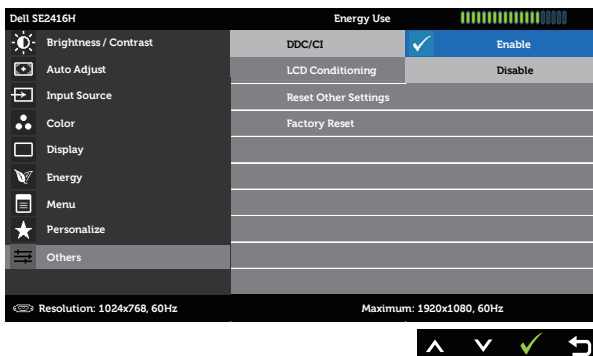 Dell SE2416H Energy Use
Brightness / Contrast DDC/CI Enable
Auto Adjust LCD Conditioning Disable
Input Source Reset Other Settings
Color Factory Reset
Display
Energy
Menu
Personalize
Others
Resolution: 1024x768, 60Hz Maximum: 1920x1080, 60Hz